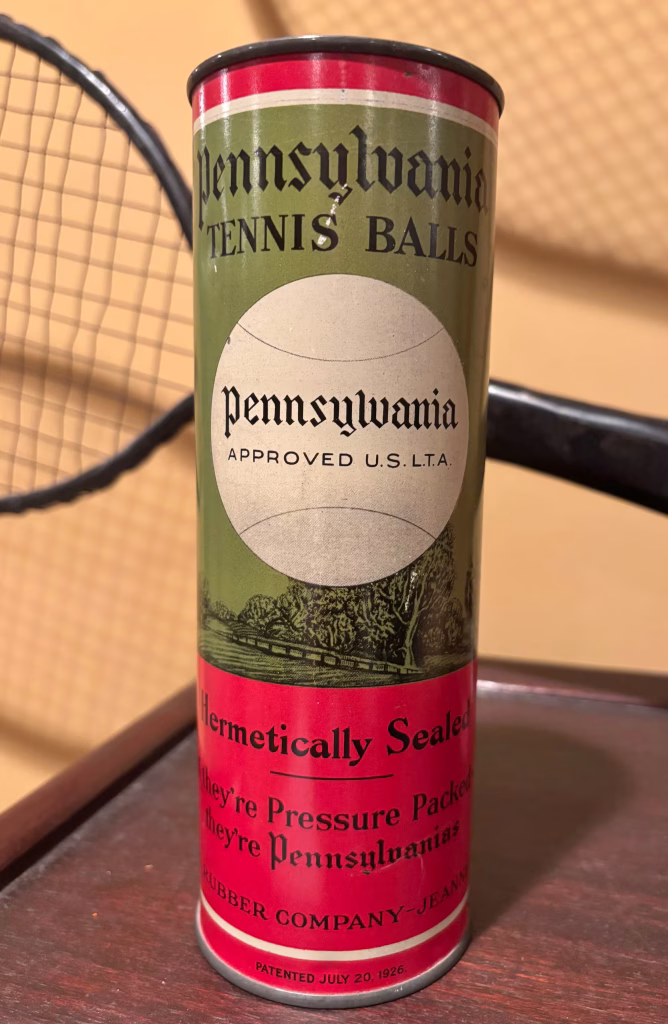 Pennsylvania
TENNIS BALLS
Pennsylvania
APPROVED U.S.L.T.A.
Hermetically Sealed
they're Pressure Packed
they're Pennsylvanias
RUBBER COMPANY-JEANN
PATENTED JULY 20, 1926.